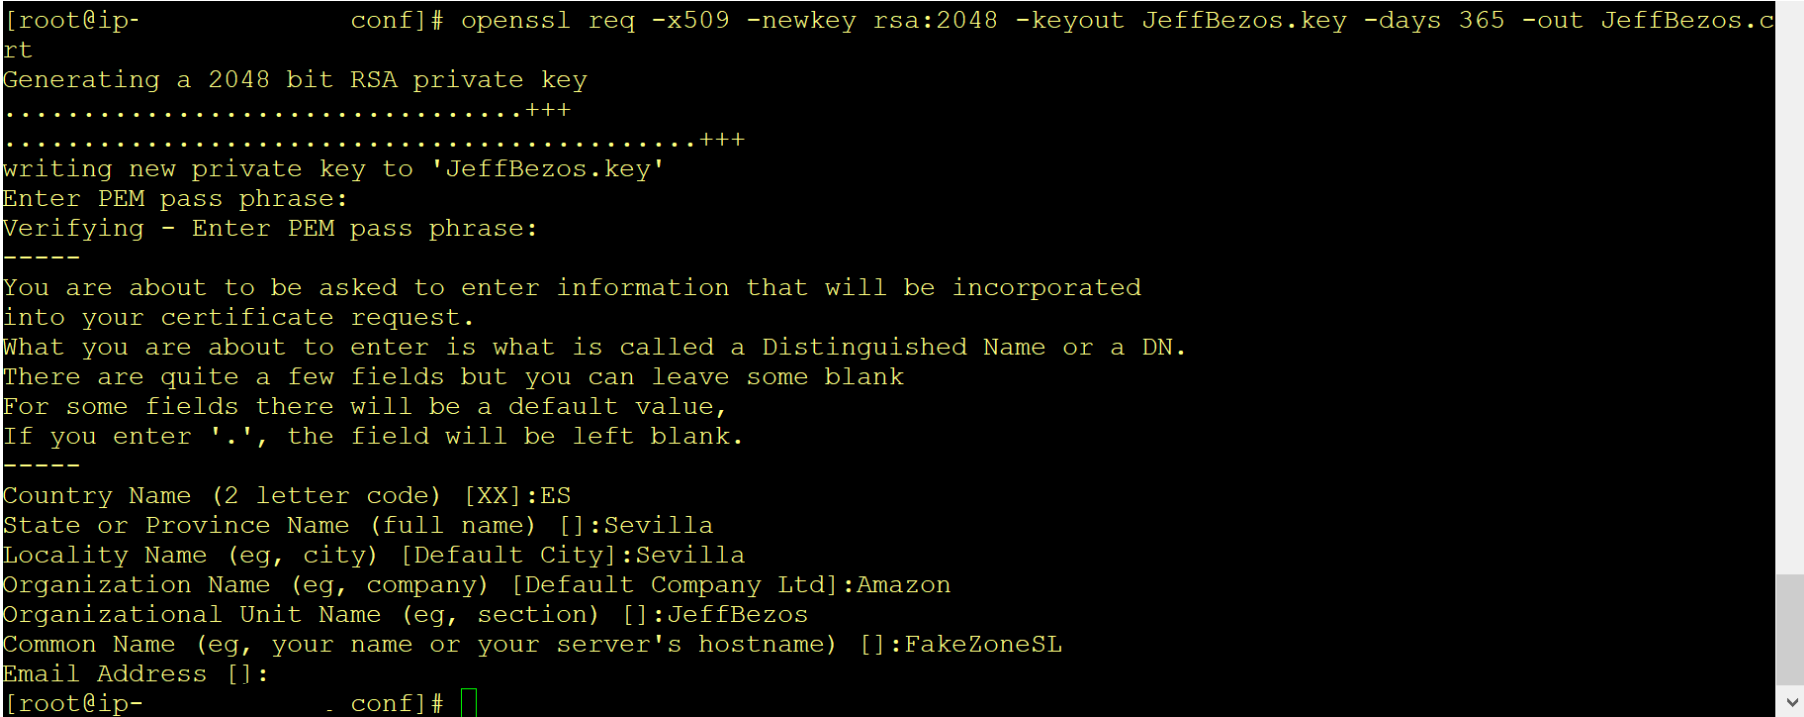 [root@ip-             conf]# openssl req -x509 -newkey rsa:2048 -keyout JeffBezos.key -days 365 -out JeffBezos.c
rt
Generating a 2048 bit RSA private key
.................................+++
............................................+++
writing new private key to 'JeffBezos.key'
Enter PEM pass phrase:
Verifying - Enter PEM pass phrase:
-----
You are about to be asked to enter information that will be incorporated
into your certificate request.
What you are about to enter is what is called a Distinguished Name or a DN.
There are quite a few fields but you can leave some blank
For some fields there will be a default value,
If you enter '.', the field will be left blank.
-----
Country Name (2 letter code) [XX]:ES
State or Province Name (full name) []:Sevilla
Locality Name (eg, city) [Default City]:Sevilla
Organization Name (eg, company) [Default Company Ltd]:Amazon
Organizational Unit Name (eg, section) []:JeffBezos
Common Name (eg, your name or your server's hostname) []:FakeZoneSL
Email Address []:
[root@ip-             conf]#